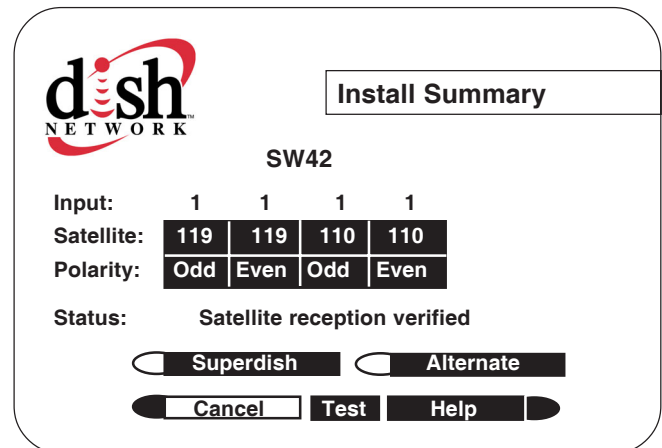 dish
NETWORK
Install Summary
SW42
Input: 1 1 1 1
Satellite: 119 119 110 110
Polarity: Odd Even Odd Even
Status: Satellite reception verified
Superdish Alternate
Cancel Test Help